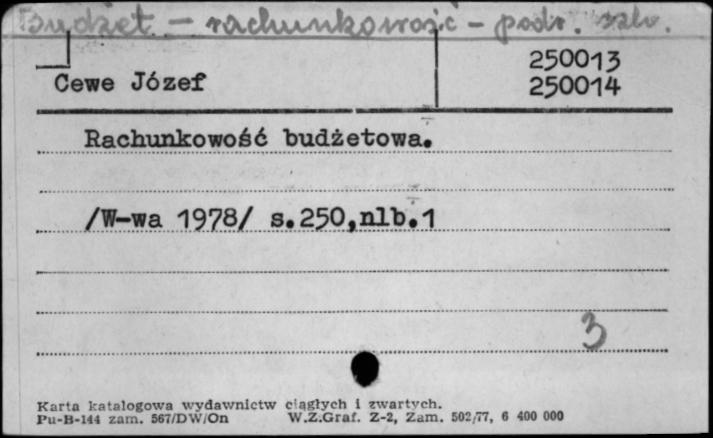 Budżet – rachunkowość – podr. szk.
250013
Cewe Józef
250014
Rachunkowość budżetowa.
/W-wa 1978/ s.250,nlb.1
3
Karta katalogowa wydawnictw ciągłych i zwartych.
Pu-B-144 zam. 567/DW/On W.Z.Graf. Z-2, Zam. 502/77, 6 400 000